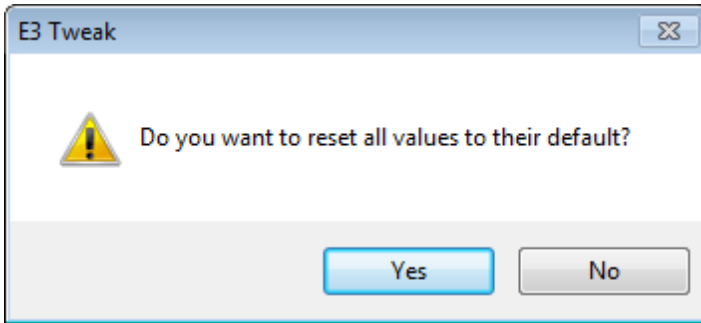 E3 Tweak
Do you want to reset all values to their default?
Yes No